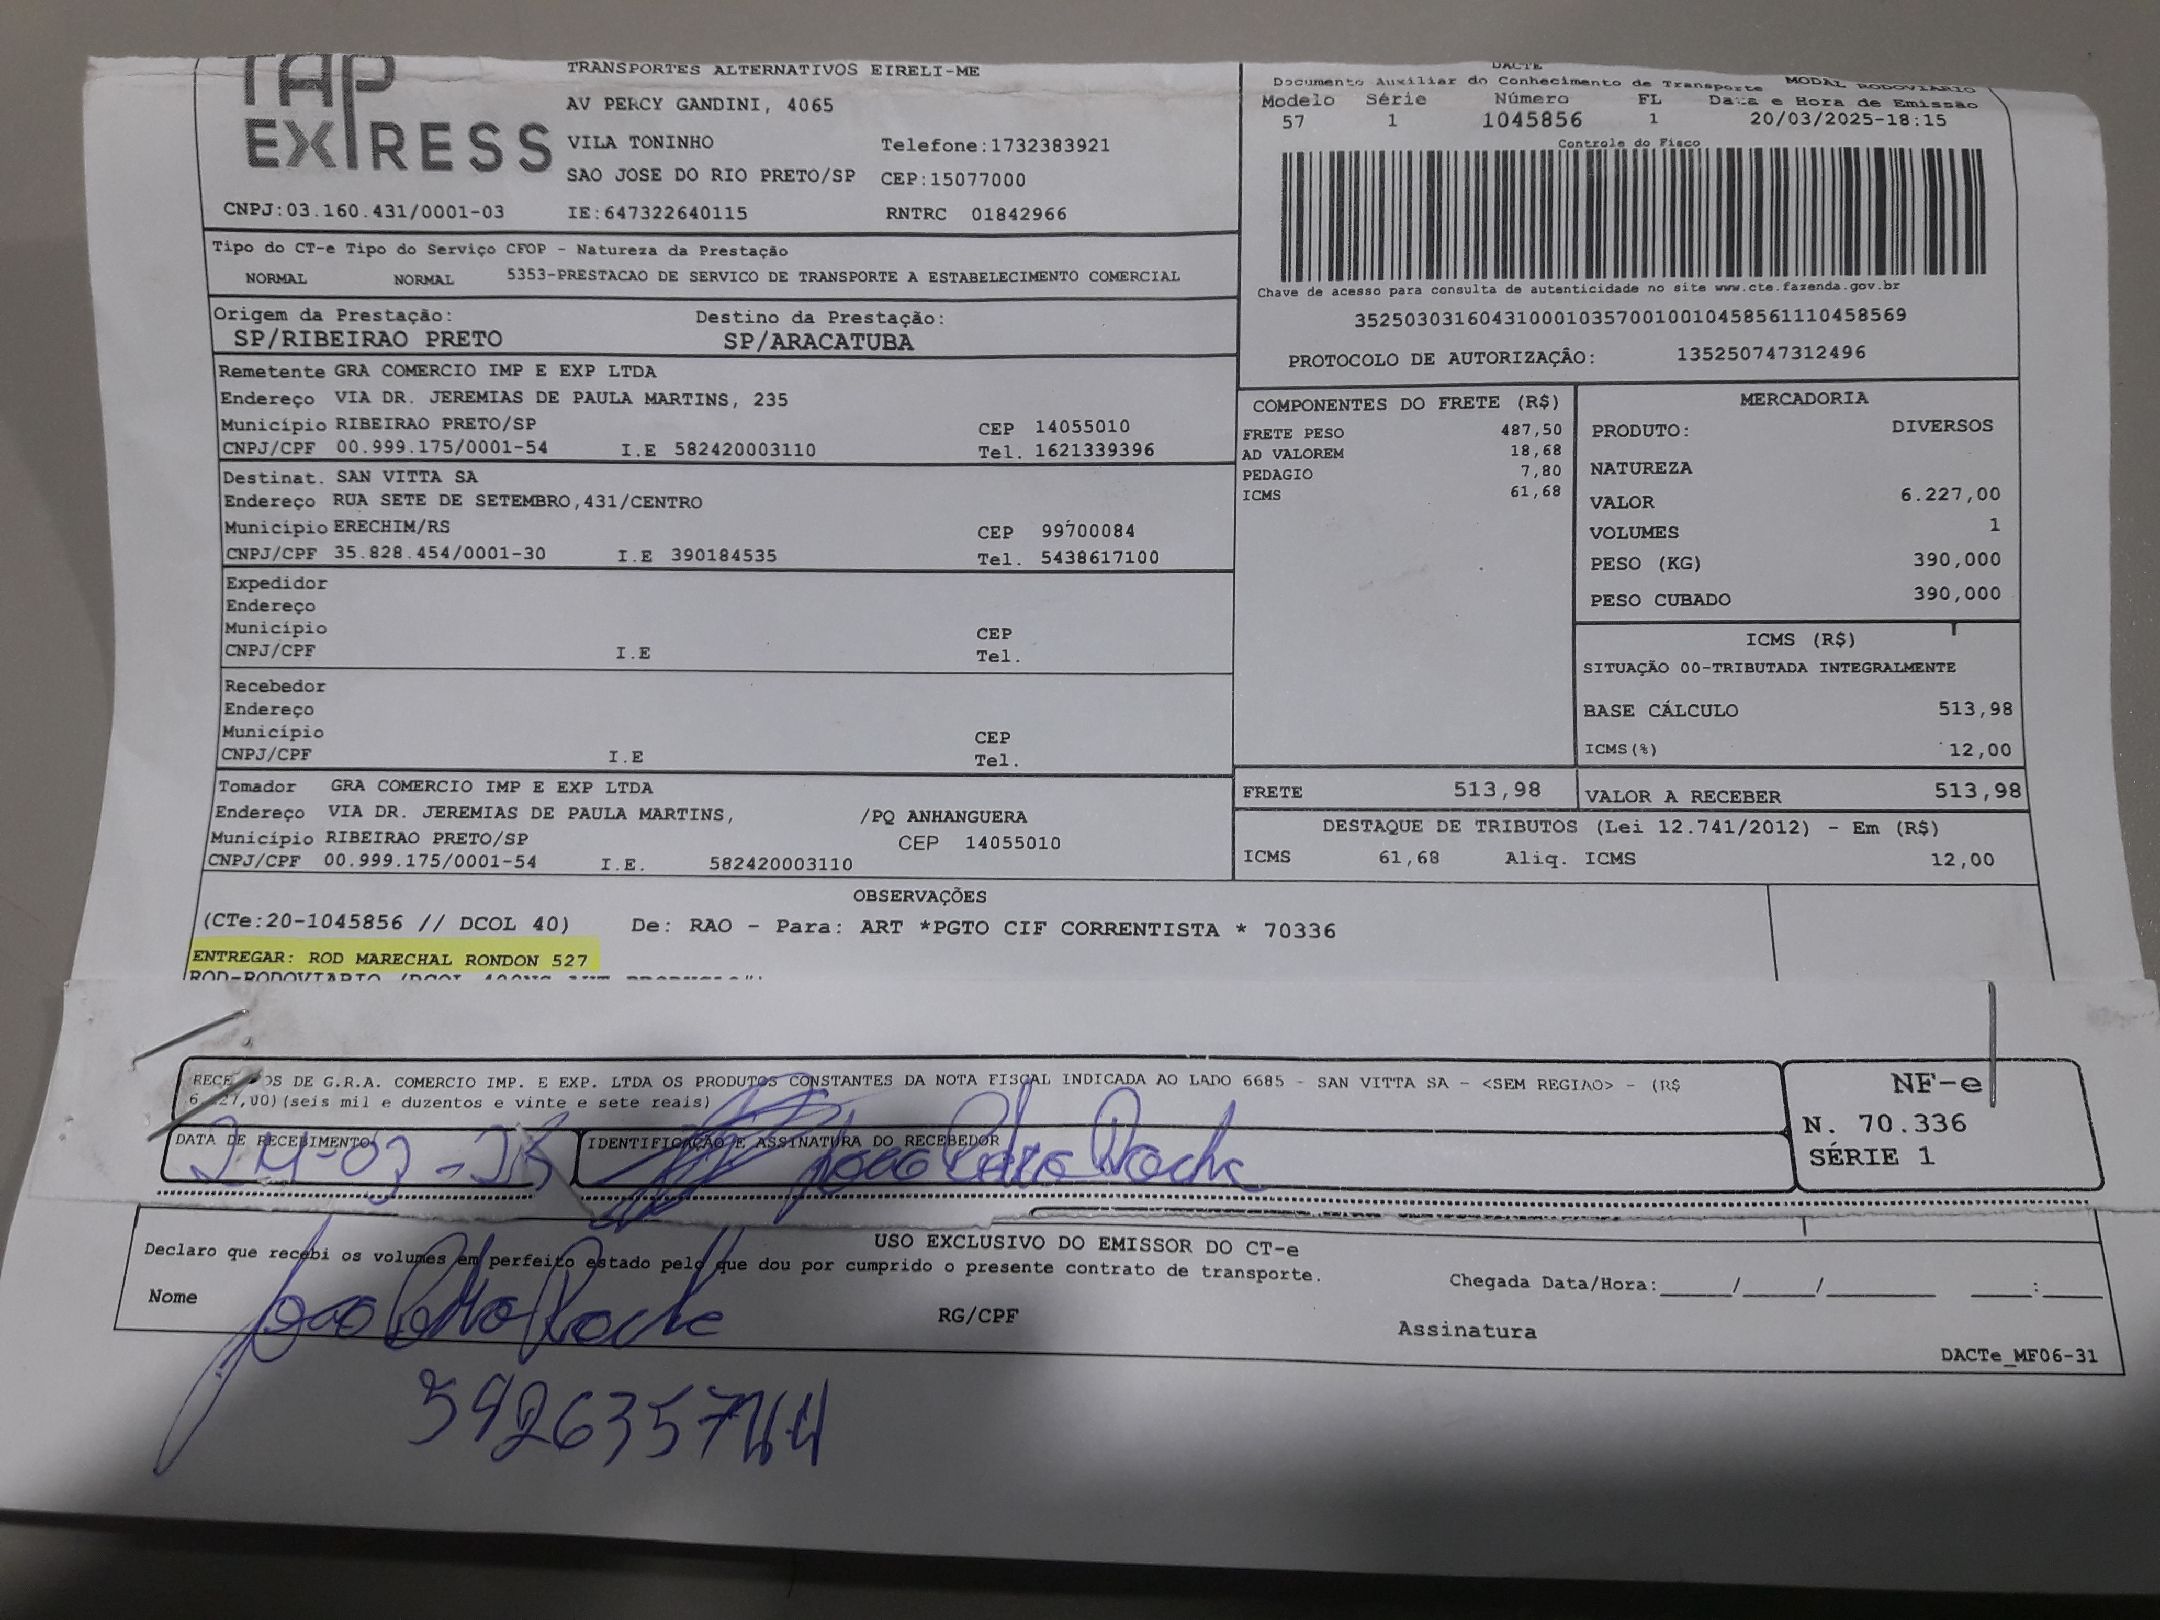 TAP
EXPRESS
TRANSPORTES ALTERNATIVOS EIRELI-ME
AV PERCY GANDINI, 4065
VILA TONINHO Telefone:1732383921
SAO JOSE DO RIO PRETO/SP CEP:15077000
CNPJ:03.160.431/0001-03 IE:647322640115 RNTRC 01842966
DACTE
Documento Auxiliar do Conhecimento de Transporte MODAL RODOVIARIO
Modelo Série Número FL Data e Hora de Emissão
57 1 1045856 1 20/03/2025-18:15
Controle do Fisco
Chave de acesso para consulta de autenticidade no site www.cte.fazenda.gov.br
35250303160431000103570010010458561110458569
PROTOCOLO DE AUTORIZAÇÃO: 135250747312496
Tipo do CT-e Tipo do Serviço CFOP - Natureza da Prestação
NORMAL NORMAL 5353-PRESTACAO DE SERVICO DE TRANSPORTE A ESTABELECIMENTO COMERCIAL
Origem da Prestação: Destino da Prestação:
SP/RIBEIRAO PRETO SP/ARACATUBA
Remetente GRA COMERCIO IMP E EXP LTDA
Endereço VIA DR. JEREMIAS DE PAULA MARTINS, 235
Município RIBEIRAO PRETO/SP CEP 14055010
CNPJ/CPF 00.999.175/0001-54 I.E 582420003110 Tel. 1621339396
Destinat. SAN VITTA SA
Endereço RUA SETE DE SETEMBRO,431/CENTRO
Município ERECHIM/RS CEP 99700084
CNPJ/CPF 35.828.454/0001-30 I.E 390184535 Tel. 5438617100
Expedidor
Endereço
Município CEP
CNPJ/CPF I.E Tel.
Recebedor
Endereço
Município CEP
CNPJ/CPF I.E Tel.
Tomador GRA COMERCIO IMP E EXP LTDA
Endereço VIA DR. JEREMIAS DE PAULA MARTINS, /PQ ANHANGUERA
Município RIBEIRAO PRETO/SP CEP 14055010
CNPJ/CPF 00.999.175/0001-54 I.E. 582420003110
COMPONENTES DO FRETE (R$)
FRETE PESO 487,50
AD VALOREM 18,68
PEDAGIO 7,80
ICMS 61,68
MERCADORIA
PRODUTO: DIVERSOS
NATUREZA
VALOR 6.227,00
VOLUMES 1
PESO (KG) 390,000
PESO CUBADO 390,000
ICMS (R$)
SITUAÇÃO 00-TRIBUTADA INTEGRALMENTE
BASE CÁLCULO 513,98
ICMS(%) 12,00
FRETE 513,98 VALOR A RECEBER 513,98
DESTAQUE DE TRIBUTOS (Lei 12.741/2012) - Em (R$)
ICMS 61,68 Aliq. ICMS 12,00
OBSERVAÇÕES
(CTe:20-1045856 // DCOL 40) De: RAO - Para: ART *PGTO CIF CORRENTISTA * 70336
ENTREGAR: ROD MARECHAL RONDON 527
ROD-RODOVIARIO
DE G.R.A. COMERCIO IMP. E EXP. LTDA OS PRODUTOS CONSTANTES DA NOTA FISCAL INDICADA AO LADO 6685 - SAN VITTA SA - <SEM REGIAO> - (R$
(seis mil e duzentos e vinte e sete reais)
DATA DE RECEBIMENTO IDENTIFICAÇÃO E ASSINATURA DO RECEBEDOR
NF-e
N. 70.336
SÉRIE 1
USO EXCLUSIVO DO EMISSOR DO CT-e
Declaro que recebi os volumes em perfeito estado pelo que dou por cumprido o presente contrato de transporte.
Chegada Data/Hora:_____/_____/_______ ____:____
Nome RG/CPF Assinatura
DACTe_MF06-31